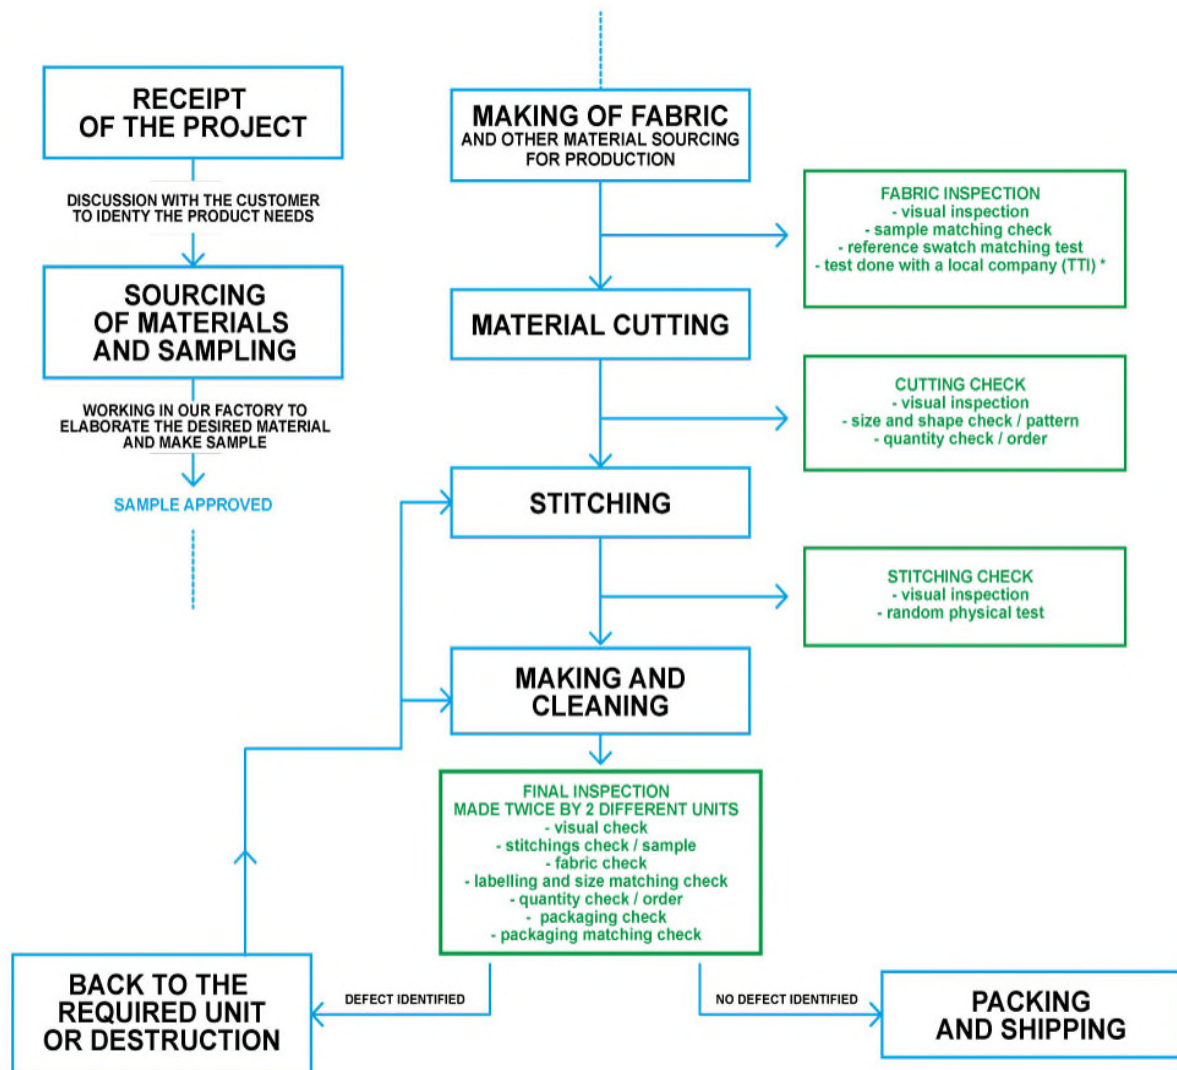 RECEIPT
OF THE PROJECT
DISCUSSION WITH THE CUSTOMER
TO IDENTY THE PRODUCT NEEDS
SOURCING
OF MATERIALS
AND SAMPLING
WORKING IN OUR FACTORY TO
ELABORATE THE DESIRED MATERIAL
AND MAKE SAMPLE
SAMPLE APPROVED
MAKING OF FABRIC
AND OTHER MATERIAL SOURCING
FOR PRODUCTION
FABRIC INSPECTION
- visual inspection
- sample matching check
- reference swatch matching test
- test done with a local company (TTI) *
MATERIAL CUTTING
CUTTING CHECK
- visual inspection
- size and shape check / pattern
- quantity check / order
STITCHING
STITCHING CHECK
- visual inspection
- random physical test
MAKING AND
CLEANING
FINAL INSPECTION
MADE TWICE BY 2 DIFFERENT UNITS
- visual check
- stitchings check / sample
- fabric check
- labelling and size matching check
- quantity check / order
- packaging check
- packaging matching check
DEFECT IDENTIFIED
NO DEFECT IDENTIFIED
BACK TO THE
REQUIRED UNIT
OR DESTRUCTION
PACKING
AND SHIPPING